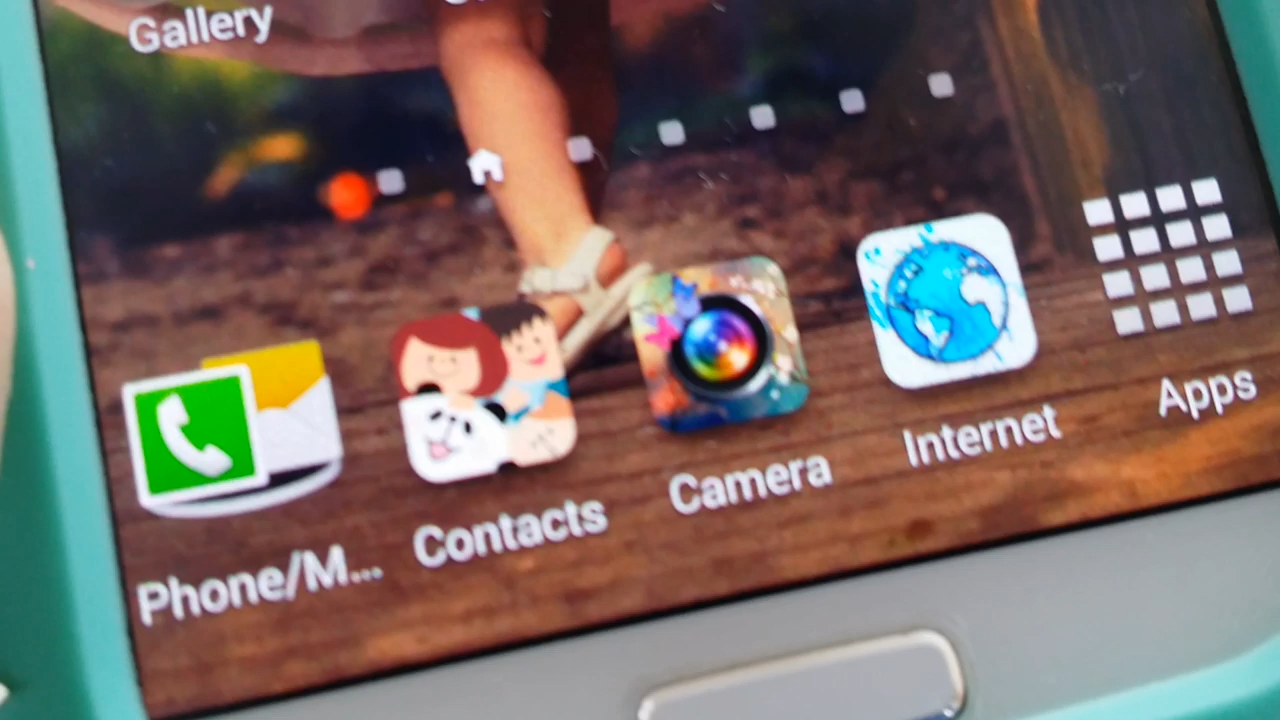 Gallery
Phone/M...
Contacts
Camera
Internet
Apps